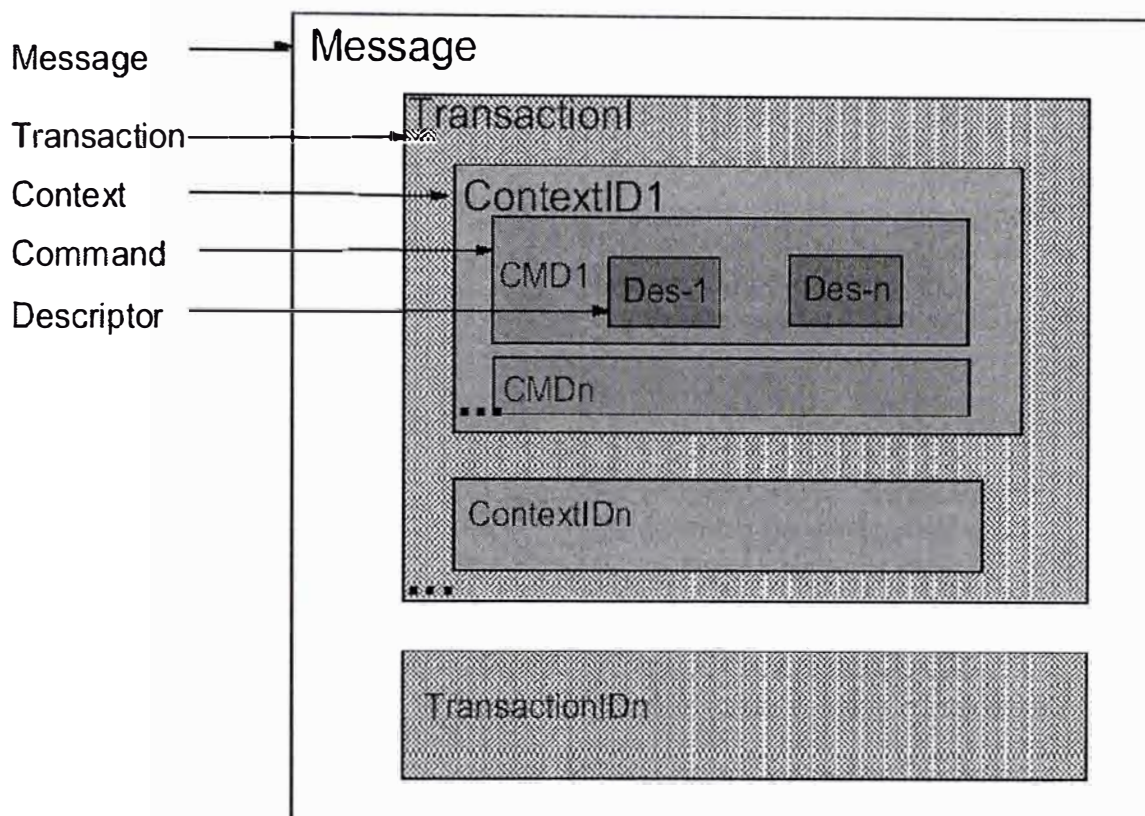 Message
Transaction
Context
Command
Descriptor
Message
TransactionI
ContextID1
CMD1
Des-1
Des-n
CMDn
ContextIDn
TransactionIDn